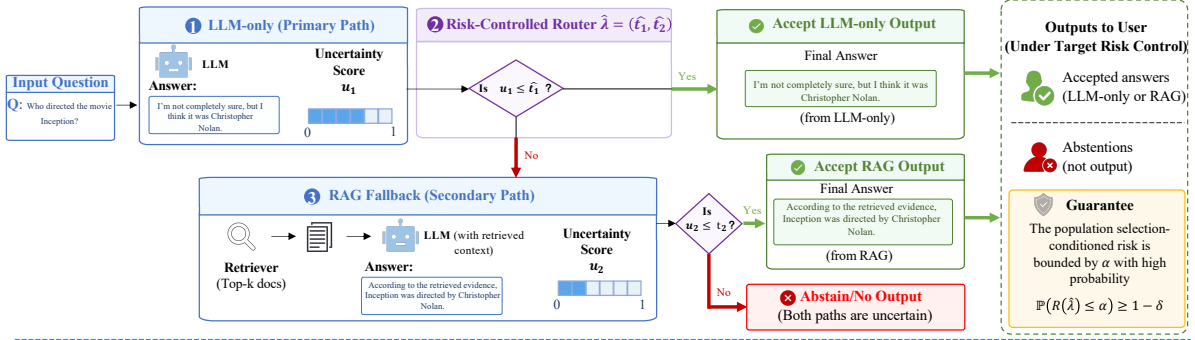 Input Question
Q: Who directed the movie
Inception?
1 LLM-only (Primary Path)
LLM
Answer:
I'm not completely sure, but I
think it was Christopher
Nolan.
Uncertainty
Score
u₁
0 1
2 Risk-Controlled Router λ̂ = (t̂₁, t̂₂)
Is u₁ ≤ t̂₁ ?
Yes
No
Accept LLM-only Output
Final Answer
I'm not completely sure, but I think it was
Christopher Nolan.
(from LLM-only)
3 RAG Fallback (Secondary Path)
Retriever
(Top-k docs)
LLM (with retrieved
context)
Answer:
According to the retrieved evidence,
Inception was directed by Christopher
Nolan.
Uncertainty
Score
u₂
0 1
Is
u₂ ≤ t₂ ?
Yes
No
Accept RAG Output
Final Answer
According to the retrieved evidence,
Inception was directed by Christopher
Nolan.
(from RAG)
Abstain/No Output
(Both paths are uncertain)
Outputs to User
(Under Target Risk Control)
Accepted answers
(LLM-only or RAG)
Abstentions
(not output)
Guarantee
The population selection-
conditioned risk is
bounded by α with high
probability
ℙ(R(λ̂) ≤ α) ≥ 1 − δ